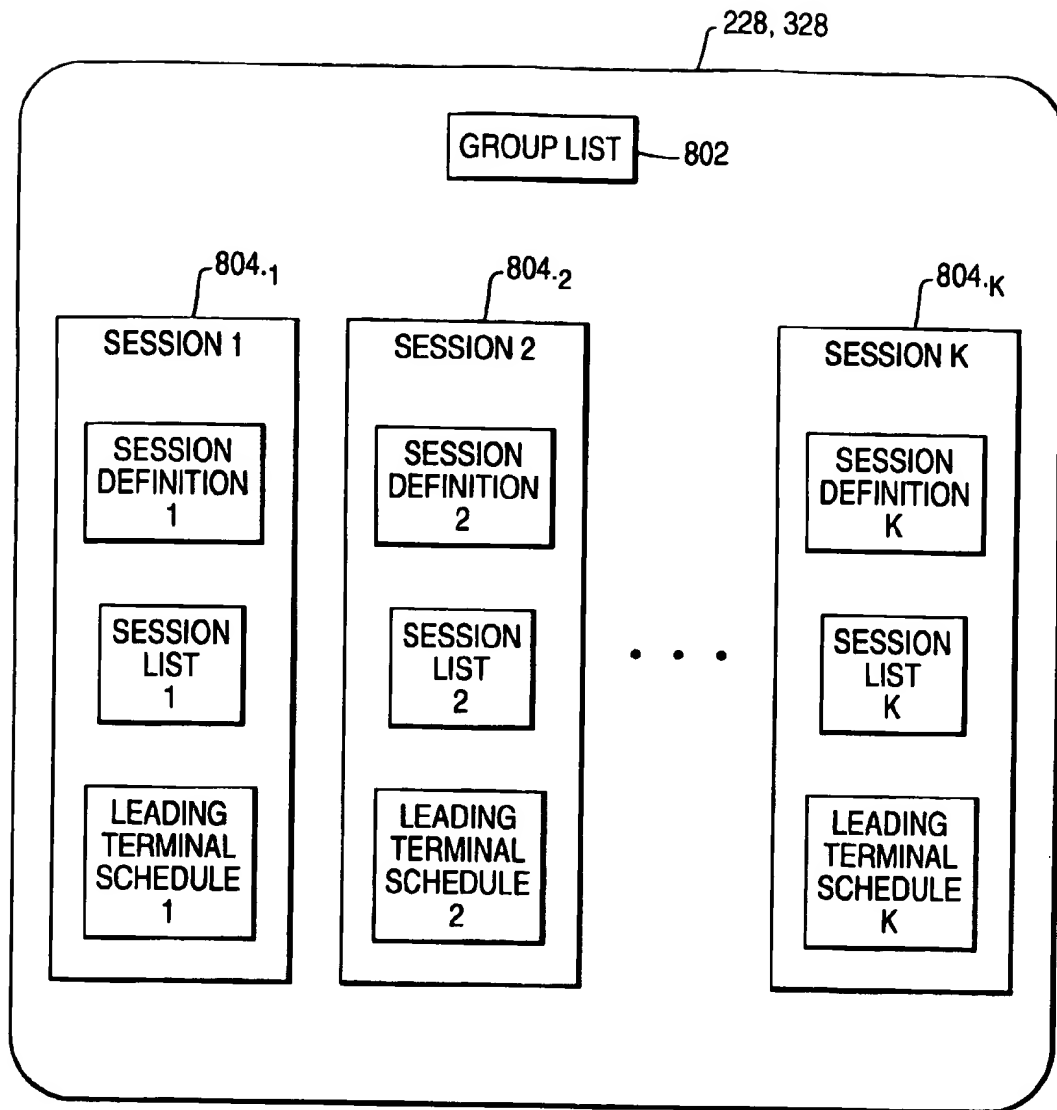 228, 328
GROUP LIST
802
804.1
804.2
804.K
SESSION 1
SESSION DEFINITION 1
SESSION LIST 1
LEADING TERMINAL SCHEDULE 1
SESSION 2
SESSION DEFINITION 2
SESSION LIST 2
LEADING TERMINAL SCHEDULE 2
• • •
SESSION K
SESSION DEFINITION K
SESSION LIST K
LEADING TERMINAL SCHEDULE K